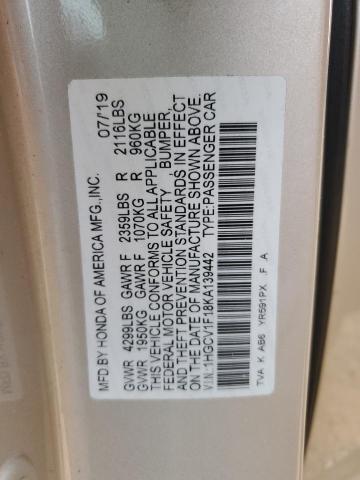 MFD BY HONDA OF AMERICA MFG.,INC. 07/19
GVWR 4299LBS GAWR F 2359LBS R 2116LBS
GVWR 1950KG GAWR F 1070KG R 960KG
THIS VEHICLE CONFORMS TO ALL APPLICABLE
FEDERAL MOTOR VEHICLE SAFETY, BUMPER,
AND THEFT PREVENTION STANDARDS IN EFFECT
ON THE DATE OF MANUFACTURE SHOWN ABOVE.
V.I.N.:1HGCV1F18KA139442 TYPE:PASSENGER CAR
TVA K AB6 YR591PX .F .A